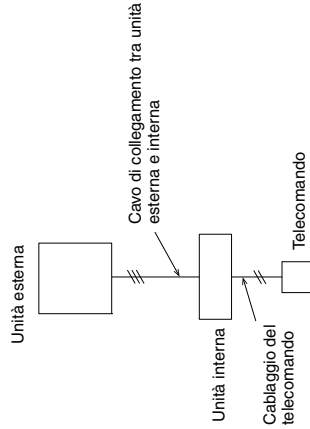 Unità esterna
Cavo di collegamento tra unità
esterna e interna
Unità interna
Cablaggio del
telecomando
Telecomando